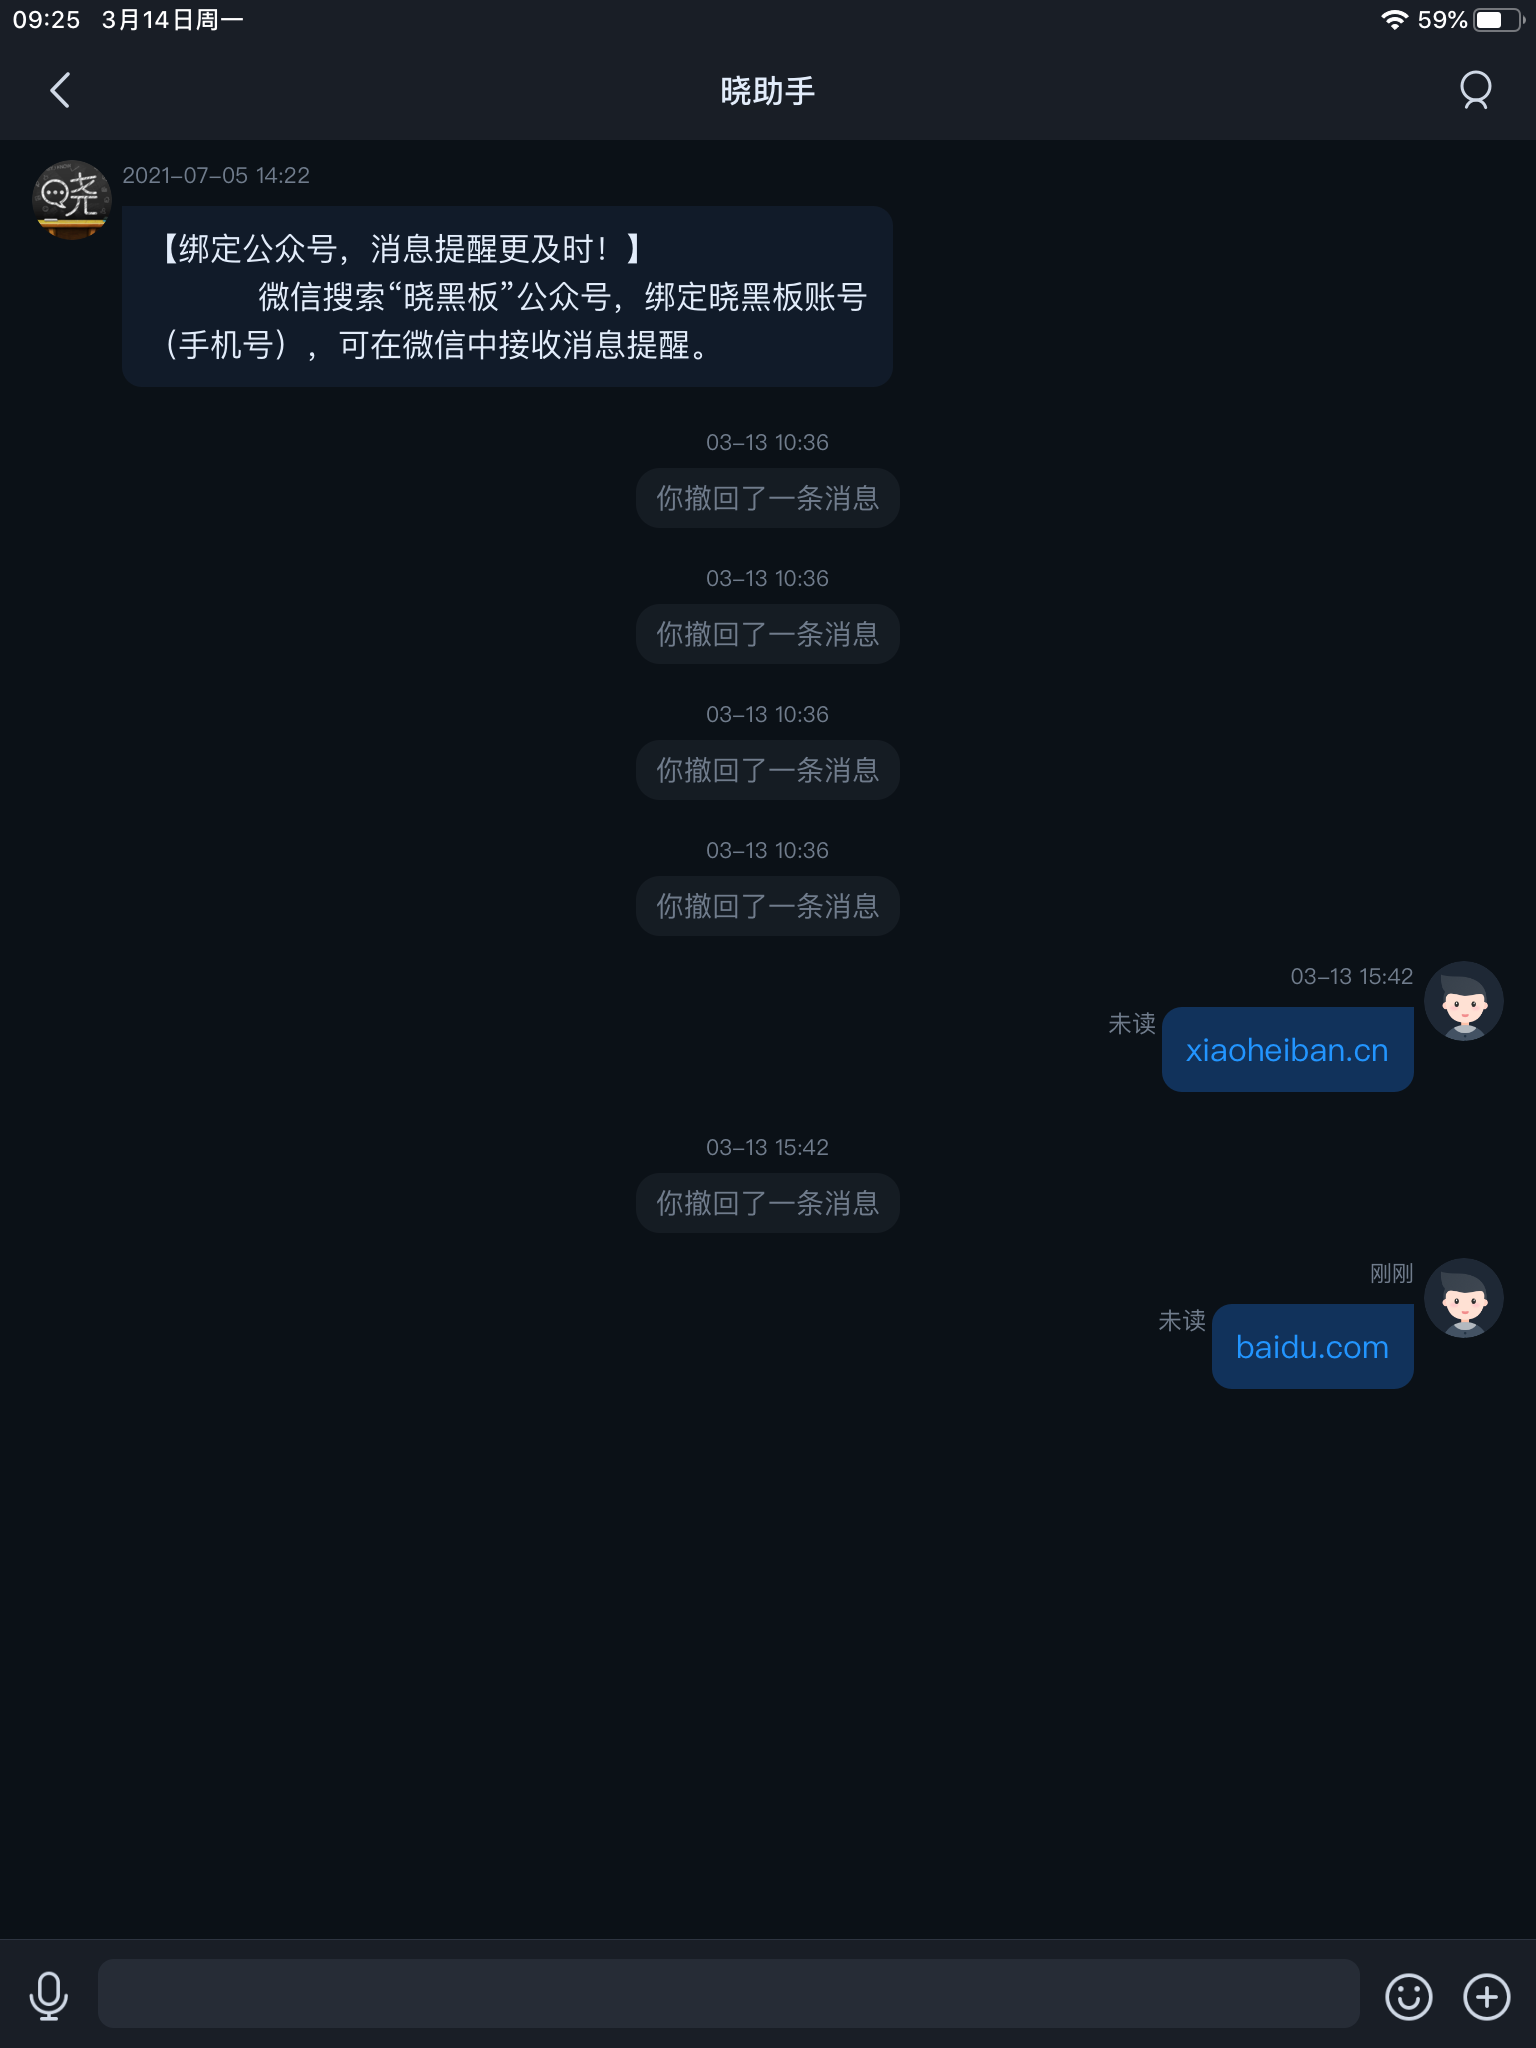 09:25 3月14日周一
59%
晓助手
晓
2021-07-05 14:22
【绑定公众号，消息提醒更及时！】
微信搜索“晓黑板”公众号，绑定晓黑板账号
（手机号），可在微信中接收消息提醒。
03-13 10:36
你撤回了一条消息
03-13 10:36
你撤回了一条消息
03-13 10:36
你撤回了一条消息
03-13 10:36
你撤回了一条消息
03-13 15:42
未读
xiaoheiban.cn
03-13 15:42
你撤回了一条消息
刚刚
未读
baidu.com